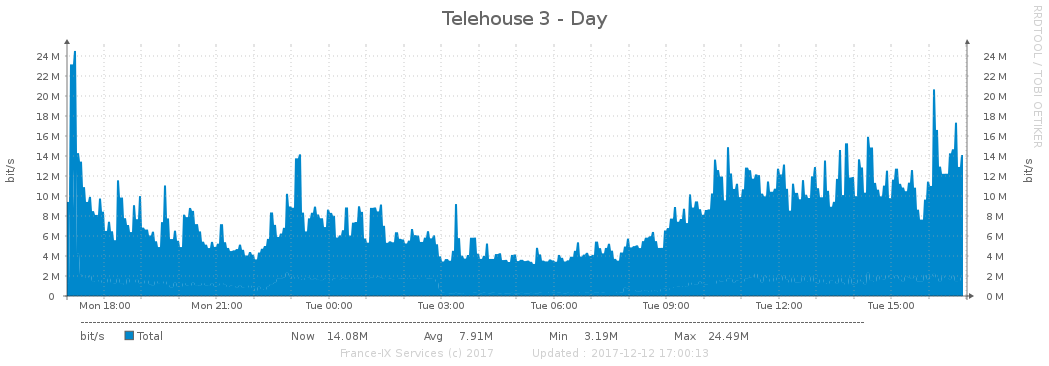 Telehouse 3 - Day
RRDTOOL / TOBI OETIKER
bit/s
24 M 24 M
22 M 22 M
20 M 20 M
18 M 18 M
16 M 16 M
14 M 14 M
12 M 12 M
10 M 10 M
8 M 8 M
6 M 6 M
4 M 4 M
2 M 2 M
0 0 M
bit/s
Mon 18:00 Mon 21:00 Tue 00:00 Tue 03:00 Tue 06:00 Tue 09:00 Tue 12:00 Tue 15:00
bit/s Total Now 14.08M Avg 7.91M Min 3.19M Max 24.49M
France-IX Services (c) 2017 Updated : 2017-12-12 17:00:13